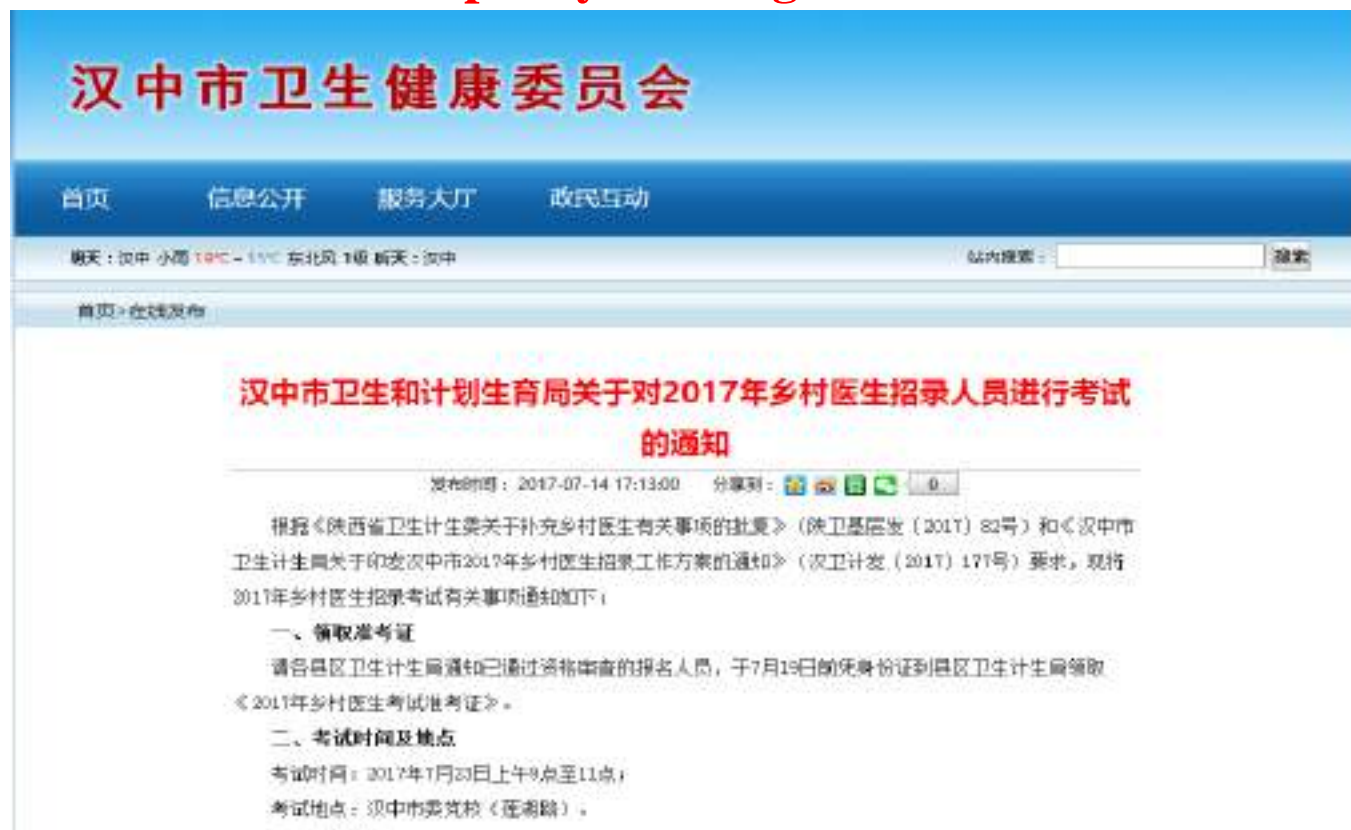 汉中市卫生健康委员会
首页 信息公开 服务大厅 政民互动
站内搜索： 搜索
首页>在线发布
汉中市卫生和计划生育局关于对2017年乡村医生招录人员进行考试
的通知
发布时间：2017-07-14 17:13:00 分享到： 0
根据《陕西省卫生计生委关于补充乡村医生有关事项的批复》（陕卫基层发〔2017〕82号）和《汉中市
卫生计生局关于印发汉中市2017年乡村医生招录工作方案的通知》（汉卫计发〔2017〕177号）要求，现将
2017年乡村医生招录考试有关事项通知如下：
一、领取准考证
请各县区卫生计生局通知已通过资格审查的报名人员，于7月19日前凭身份证到县区卫生计生局领取
《2017年乡村医生考试准考证》。
二、考试时间及地点
考试时间：2017年7月23日上午9点至11点；
考试地点：汉中市委党校（莲湖路）。